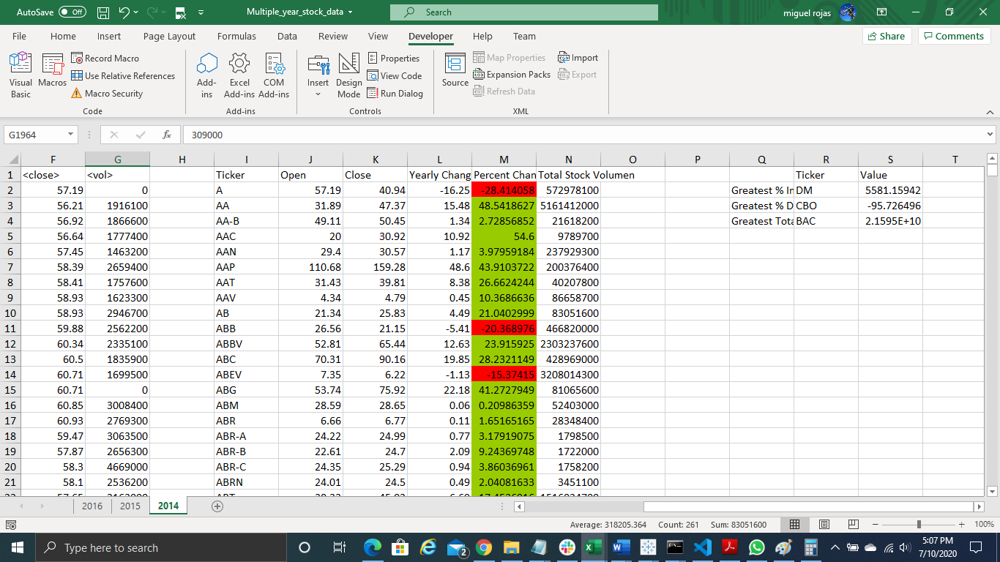 AutoSave Off Multiple_year_stock_data Search miguel rojas
File Home Insert Page Layout Formulas Data Review View Developer Help Team Share Comments
Visual Basic Macros Record Macro Use Relative References Macro Security Code
Add-ins Excel Add-ins COM Add-ins Add-ins
Insert Design Mode Properties View Code Run Dialog Controls
Source Map Properties Expansion Packs Refresh Data Import Export XML
G1964 fx 309000
F G H I J K L M N O P Q R S T
1 <close> <vol> Ticker Open Close Yearly Chang Percent Chan Total Stock Volumen Ticker Value
2 57.19 0 A 57.19 40.94 -16.25 -28.414058 572978100 Greatest % In DM 5581.15942
3 56.21 1916100 AA 31.89 47.37 15.48 48.5418627 5161412000 Greatest % D CBO -95.726496
4 56.92 1866600 AA-B 49.11 50.45 1.34 2.72856852 21618200 Greatest Tota BAC 2.1595E+10
5 56.64 1777400 AAC 20 30.92 10.92 54.6 9789700
6 57.45 1463200 AAN 29.4 30.57 1.17 3.97959184 237929300
7 58.39 2659400 AAP 110.68 159.28 48.6 43.9103722 200376400
8 58.41 1757600 AAT 31.43 39.81 8.38 26.6624244 40207800
9 58.93 1623300 AAV 4.34 4.79 0.45 10.3686636 86658700
10 58.93 2946700 AB 21.34 25.83 4.49 21.0402999 83051600
11 59.88 2562200 ABB 26.56 21.15 -5.41 -20.368976 466820000
12 60.34 2335100 ABBV 52.81 65.44 12.63 23.915925 2303237600
13 60.5 1835900 ABC 70.31 90.16 19.85 28.2321149 428969000
14 60.71 1699500 ABEV 7.35 6.22 -1.13 -15.37415 3208014300
15 60.71 0 ABG 53.74 75.92 22.18 41.2727949 81065600
16 60.85 3008400 ABM 28.59 28.65 0.06 0.20986359 52403000
17 60.93 2769300 ABR 6.66 6.77 0.11 1.65165165 28348400
18 59.47 3063500 ABR-A 24.22 24.99 0.77 3.17919075 1798500
19 57.87 2656300 ABR-B 22.61 24.7 2.09 9.24369748 1722000
20 58.3 4669000 ABR-C 24.35 25.29 0.94 3.86036961 1758200
21 58.1 2536200 ABRN 24.01 24.5 0.49 2.04081633 3451100
2016 2015 2014
Average: 318205.364 Count: 261 Sum: 83051600 100%
Type here to search 2 5:07 PM
7/10/2020